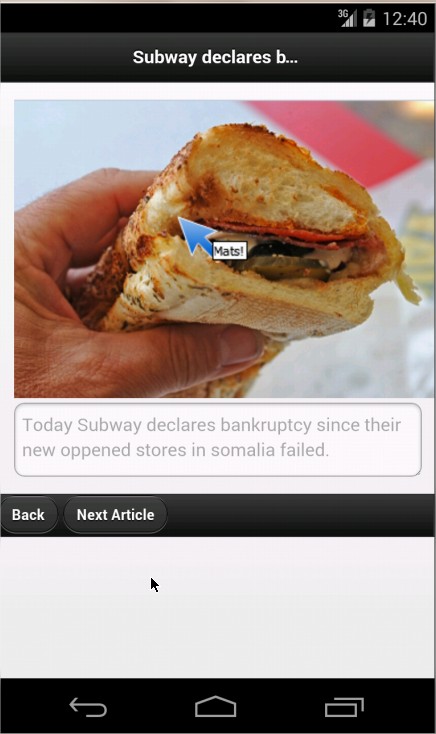 3G 12:40
Subway declares b...
Mats!
Today Subway declares bankruptcy since their
new oppened stores in somalia failed.
Back Next Article